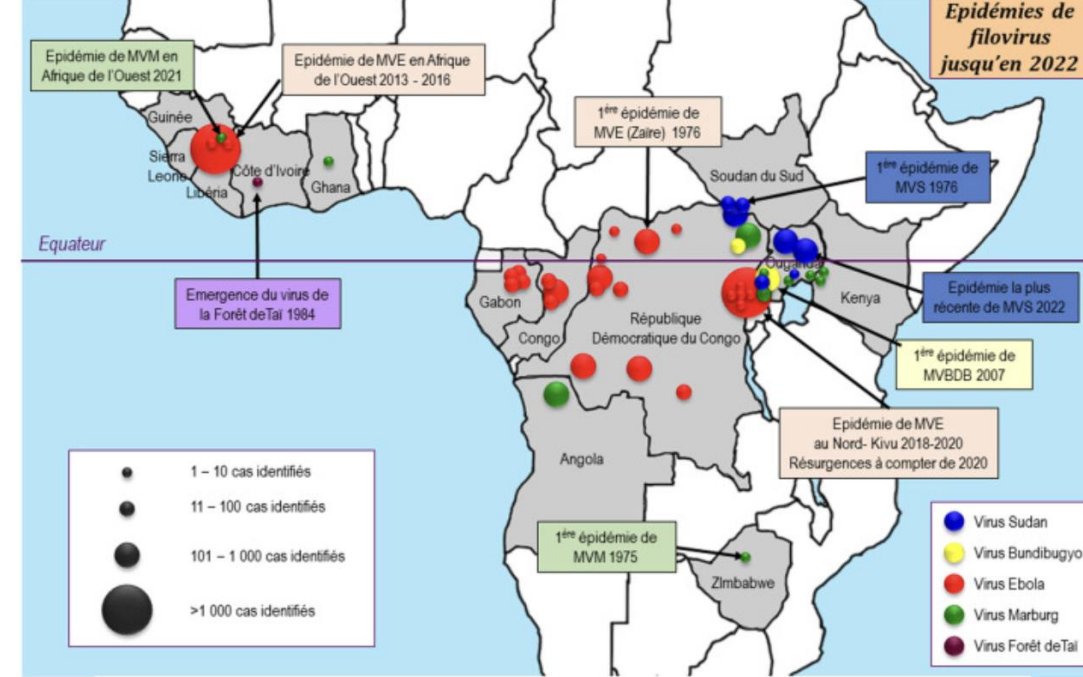 Epidémies de
filovirus
jusqu'en 2022
Epidémie de MVM en
Afrique de l'Ouest 2021
Epidémie de MVE en Afrique
de l'Ouest 2013 - 2016
1ère épidémie de
MVE (Zaïre) 1976
1ère épidémie de
MVS 1976
Guinée
Sierra
Leone
Libéria
Côte d'Ivoire
Ghana
Soudan du Sud
Equateur
Emergence du virus de
la Forêt deTaï 1984
Gabon
Congo
République
Démocratique du Congo
Ouganda
Kenya
Epidémie la plus
récente de MVS 2022
1ère épidémie de
MVBDB 2007
Epidémie de MVE
au Nord- Kivu 2018-2020
Résurgences à compter de 2020
Angola
1ère épidémie de
MVM 1975
ZImbabwe
1 – 10 cas identifiés
11 – 100 cas identifiés
101 – 1 000 cas identifiés
>1 000 cas identifiés
Virus Sudan
Virus Bundibugyo
Virus Ebola
Virus Marburg
Virus Forêt deTaï